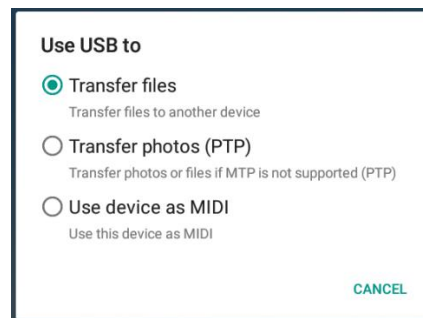 Use USB to
Transfer files
Transfer files to another device
Transfer photos (PTP)
Transfer photos or files if MTP is not supported (PTP)
Use device as MIDI
Use this device as MIDI
CANCEL